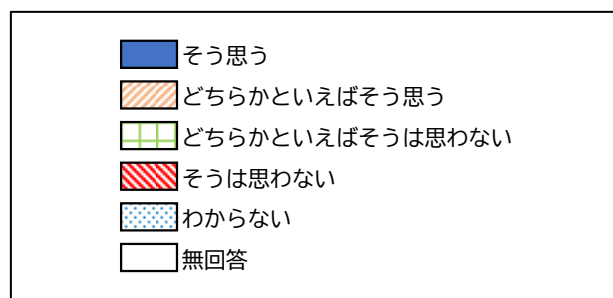 そう思う
どちらかといえばそう思う
どちらかといえばそうは思わない
そうは思わない
わからない
無回答